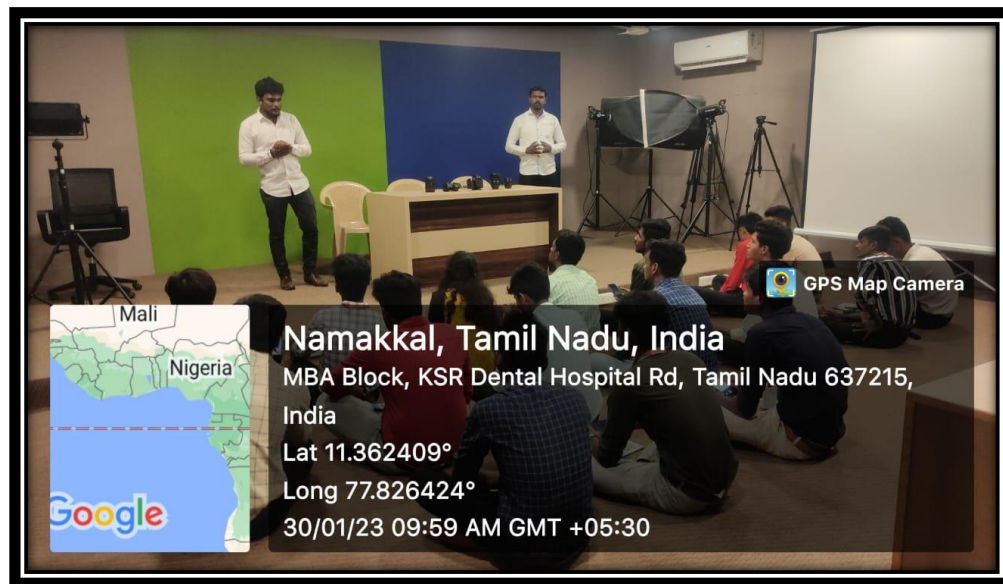 GPS Map Camera
Mali
Nigeria
Google
Namakkal, Tamil Nadu, India
MBA Block, KSR Dental Hospital Rd, Tamil Nadu 637215,
India
Lat 11.362409°
Long 77.826424°
30/01/23 09:59 AM GMT +05:30